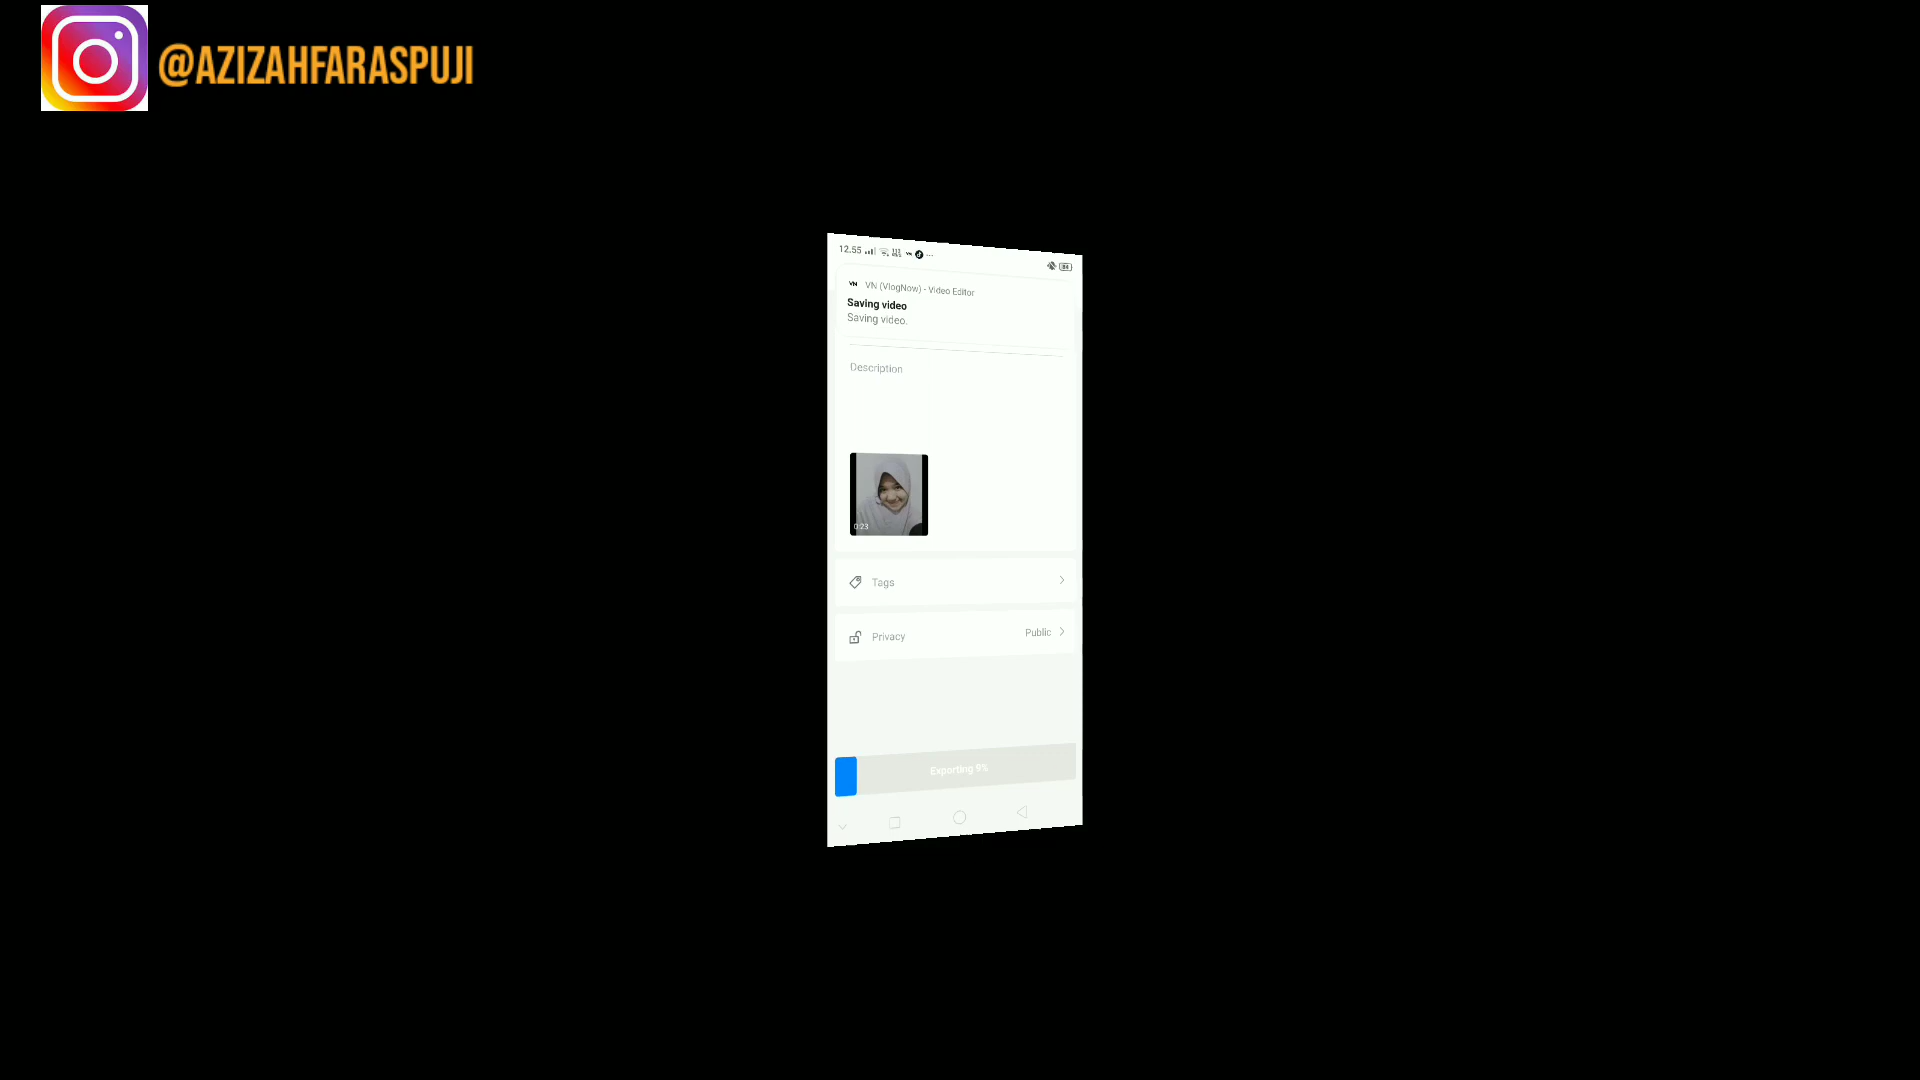 @AZIZAHFARASPUJI
12.55
VN VN (VlogNow) - Video Editor
Saving video
Saving video.
Description
0:23
Tags
Privacy Public
Exporting 9%